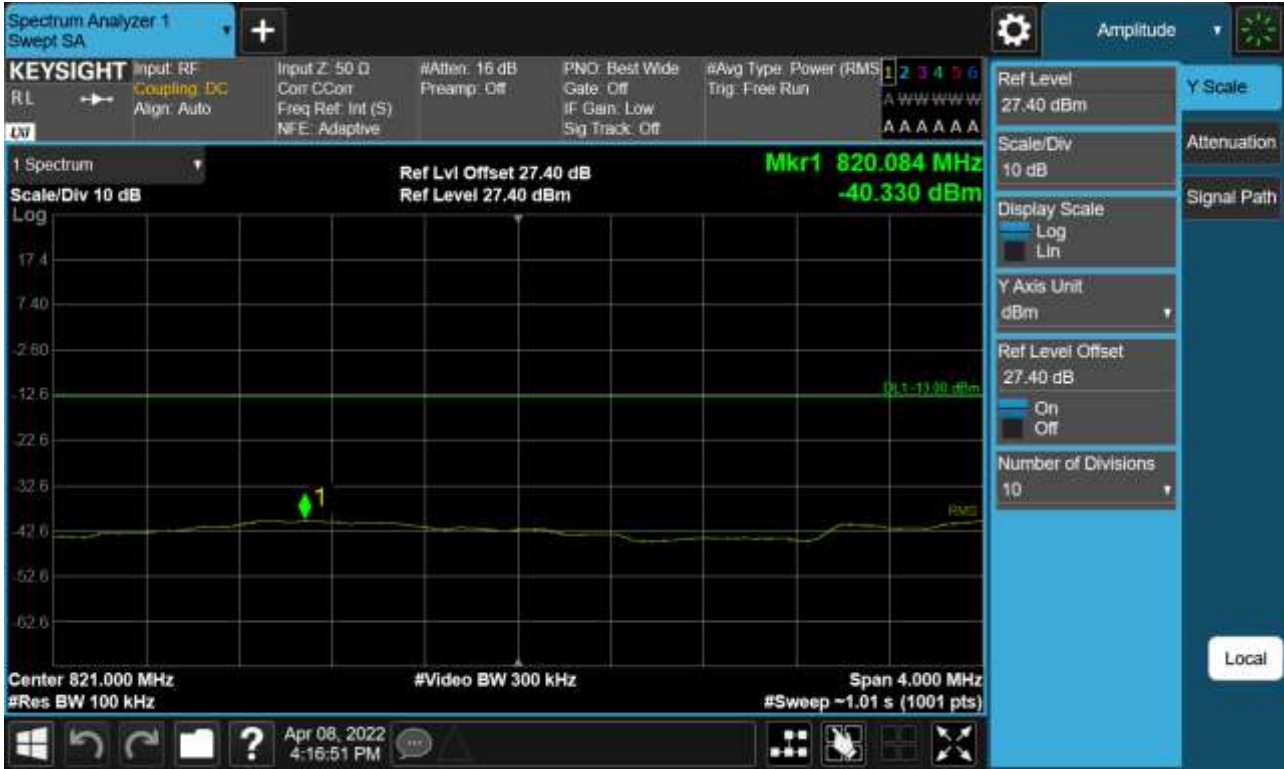 Spectrum Analyzer 1
Swept SA
+
Amplitude
KEYSIGHT
RL
LXI
Input: RF
Coupling: DC
Align: Auto
Input Z: 50 Ω
Corr CCorr
Freq Ref: Int (S)
NFE: Adaptive
#Atten: 16 dB
Preamp: Off
PNO: Best Wide
Gate: Off
IF Gain: Low
Sig Track: Off
#Avg Type: Power (RMS
Trig: Free Run
1 2 3 4 5 6
A W W W W W
A A A A A A
1 Spectrum
Scale/Div 10 dB
Ref Lvl Offset 27.40 dB
Ref Level 27.40 dBm
Mkr1 820.084 MHz
-40.330 dBm
Log
17.4
7.40
-2.60
-12.6
-22.6
-32.6
-42.6
-52.6
-62.6
DL1 -13.00 dBm
1
RMS
Center 821.000 MHz
#Res BW 100 kHz
#Video BW 300 kHz
Span 4.000 MHz
#Sweep ~1.01 s (1001 pts)
Ref Level
27.40 dBm
Scale/Div
10 dB
Display Scale
Log
Lin
Y Axis Unit
dBm
Ref Level Offset
27.40 dB
On
Off
Number of Divisions
10
Y Scale
Attenuation
Signal Path
Local
?
Apr 08, 2022
4:16:51 PM